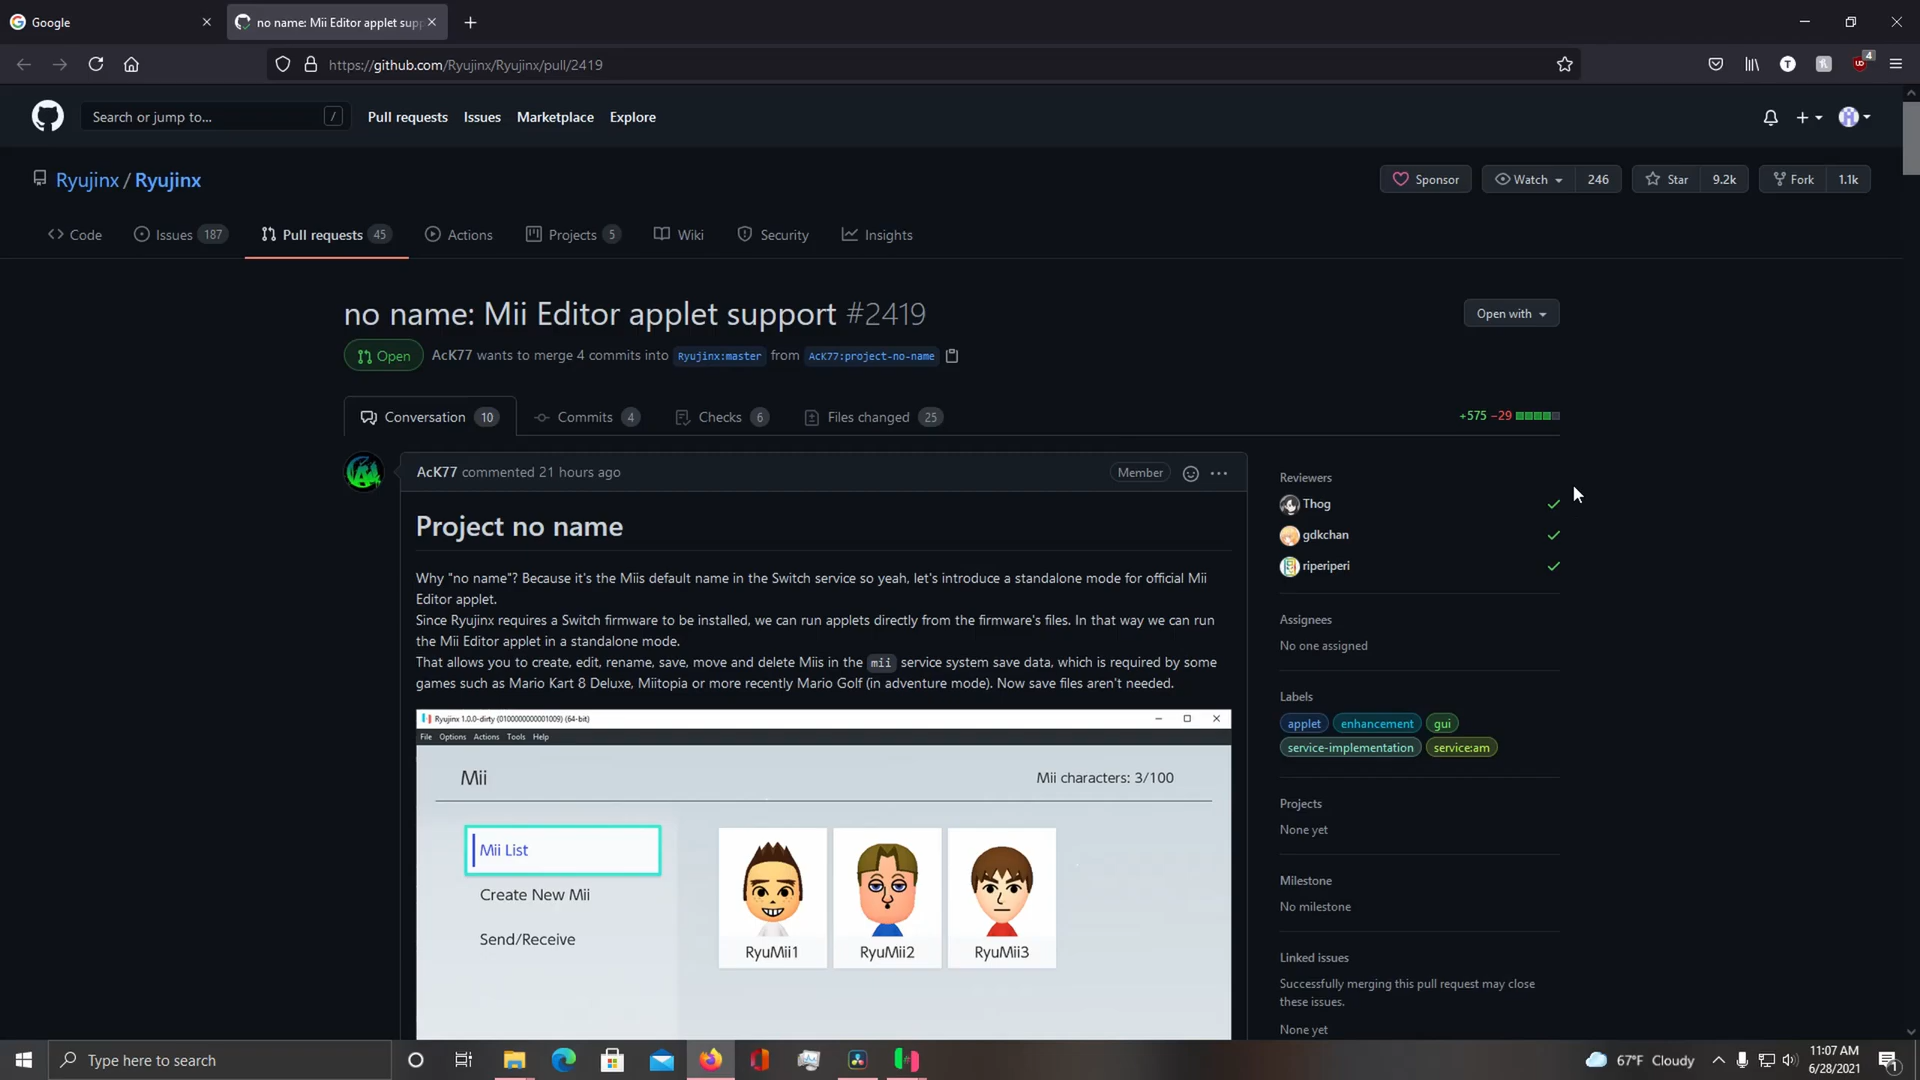 Google
no name: Mii Editor applet supp
https://github.com/Ryujinx/Ryujinx/pull/2419
4
Search or jump to...
/
Pull requests
Issues
Marketplace
Explore
Ryujinx / Ryujinx
Sponsor
Watch
246
Star
9.2k
Fork
1.1k
Code
Issues 187
Pull requests 45
Actions
Projects 5
Wiki
Security
Insights
no name: Mii Editor applet support #2419
Open with
Open
AcK77 wants to merge 4 commits into Ryujinx:master from AcK77:project-no-name
Conversation 10
Commits 4
Checks 6
Files changed 25
+575 −29
AcK77 commented 21 hours ago
Member
Project no name
Why "no name"? Because it's the Miis default name in the Switch service so yeah, let's introduce a standalone mode for official Mii
Editor applet.
Since Ryujinx requires a Switch firmware to be installed, we can run applets directly from the firmware's files. In that way we can run
the Mii Editor applet in a standalone mode.
That allows you to create, edit, rename, save, move and delete Miis in the mii service system save data, which is required by some
games such as Mario Kart 8 Deluxe, Miitopia or more recently Mario Golf (in adventure mode). Now save files aren't needed.
Ryujinx 1.0.0-dirty (0100000000001009) (64-bit)
File Options Actions Tools Help
Mii
Mii characters: 3/100
Mii List
Create New Mii
Send/Receive
RyuMii1
RyuMii2
RyuMii3
Reviewers
Thog
gdkchan
riperiperi
Assignees
No one assigned
Labels
applet
enhancement
gui
service-implementation
service:am
Projects
None yet
Milestone
No milestone
Linked issues
Successfully merging this pull request may close
these issues.
None yet
Type here to search
67°F Cloudy
11:07 AM
6/28/2021
1